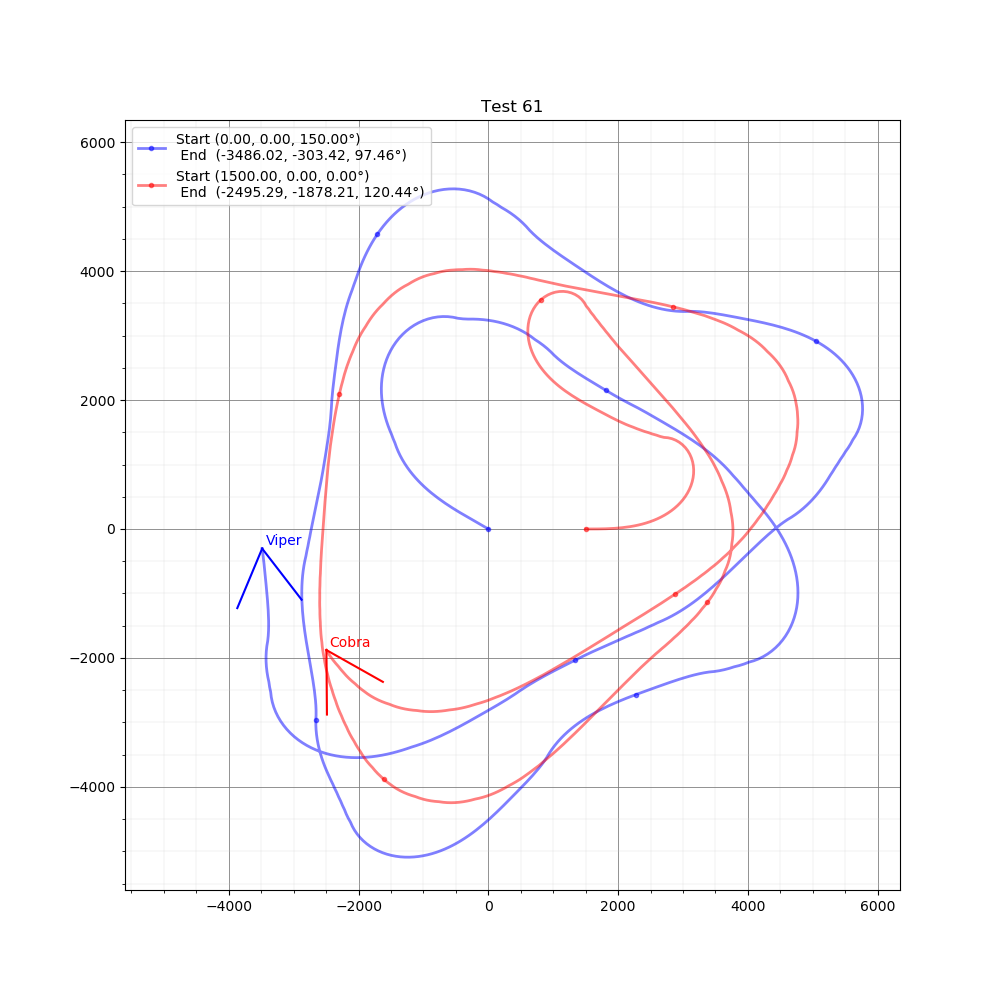 Test 61
Start (0.00, 0.00, 150.00°)
End  (-3486.02, -303.42, 97.46°)
Start (1500.00, 0.00, 0.00°)
End  (-2495.29, -1878.21, 120.44°)
6000
4000
2000
0
−2000
−4000
Viper
Cobra
−4000
−2000
0
2000
4000
6000